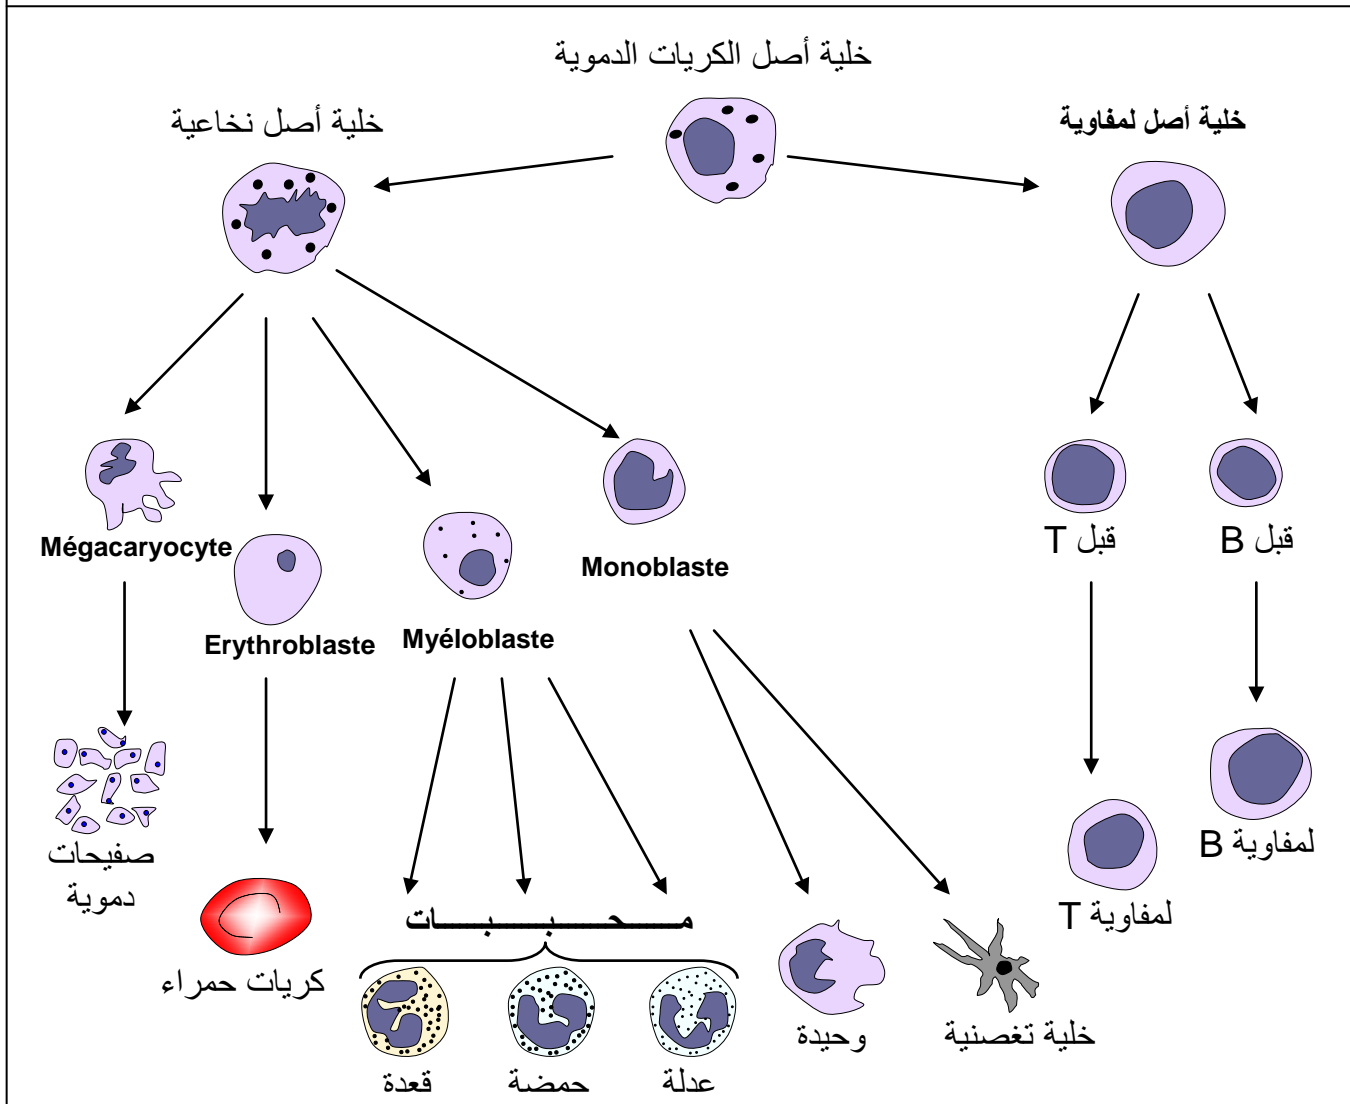 خلية أصل الكريات الدموية
خلية أصل لمفاوية
خلية أصل نخاعية
Mégacaryocyte
Erythroblaste
Myéloblaste
Monoblaste
قبل T
قبل B
صفيحات
دموية
كريات حمراء
مـــحـــبـــبـــات
قعدة
حمضة
عدلة
وحيدة
خلية تغصنية
لمفاوية T
لمفاوية B